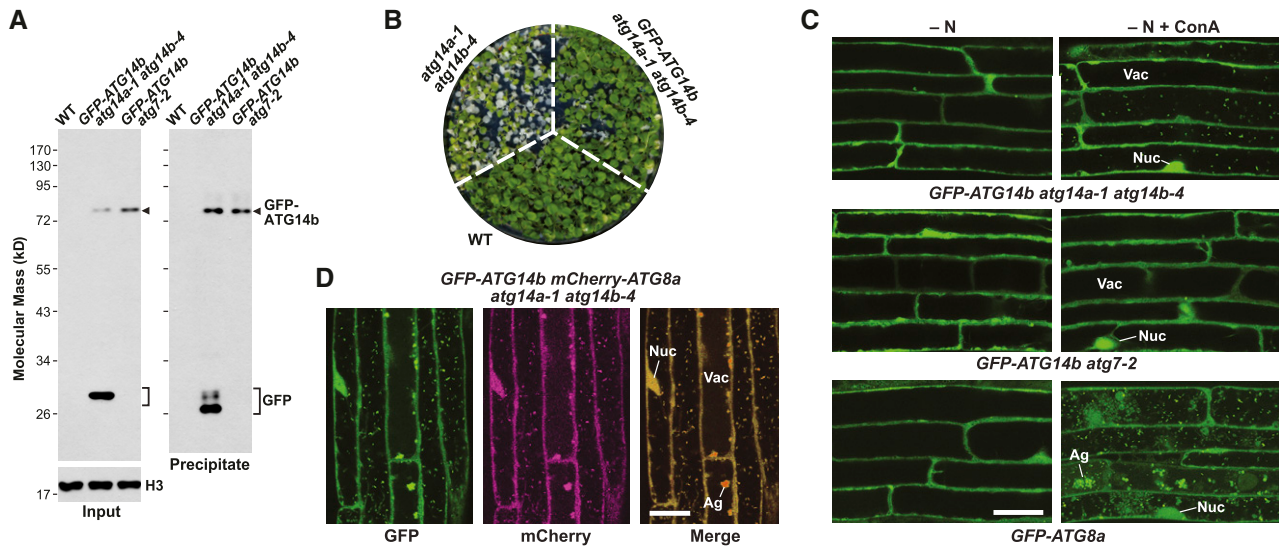 A
WT
GFP-ATG14b
atg14a-1 atg14b-4
GFP-ATG14b
atg7-2
WT
GFP-ATG14b
atg14a-1 atg14b-4
GFP-ATG14b
atg7-2
Molecular Mass (kD)
170
130
95
72
55
43
34
26
17
GFP-
ATG14b
GFP
H3
Input
Precipitate
B
atg14a-1
atg14b-4
GFP-ATG14b
atg14a-1 atg14b-4
WT
C
– N
– N + ConA
Vac
Nuc
GFP-ATG14b atg14a-1 atg14b-4
Vac
Nuc
GFP-ATG14b atg7-2
Ag
Nuc
GFP-ATG8a
D
GFP-ATG14b mCherry-ATG8a
atg14a-1 atg14b-4
Nuc
Vac
Ag
GFP
mCherry
Merge